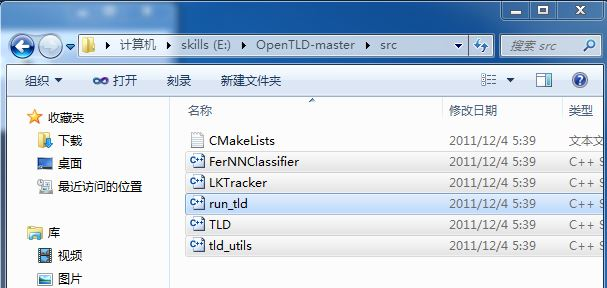 计算机 skills (E:) OpenTLD-master src 搜索 src
组织 打开 刻录 新建文件夹
名称 修改日期 类型
收藏夹
下载
桌面
最近访问的位置
库
视频
图片
CMakeLists 2011/12/4 5:39 文本文
FerNNClassifier 2011/12/4 5:39 C++ S
LKTracker 2011/12/4 5:39 C++ S
run_tld 2011/12/4 5:39 C++ S
TLD 2011/12/4 5:39 C++ S
tld_utils 2011/12/4 5:39 C++ S